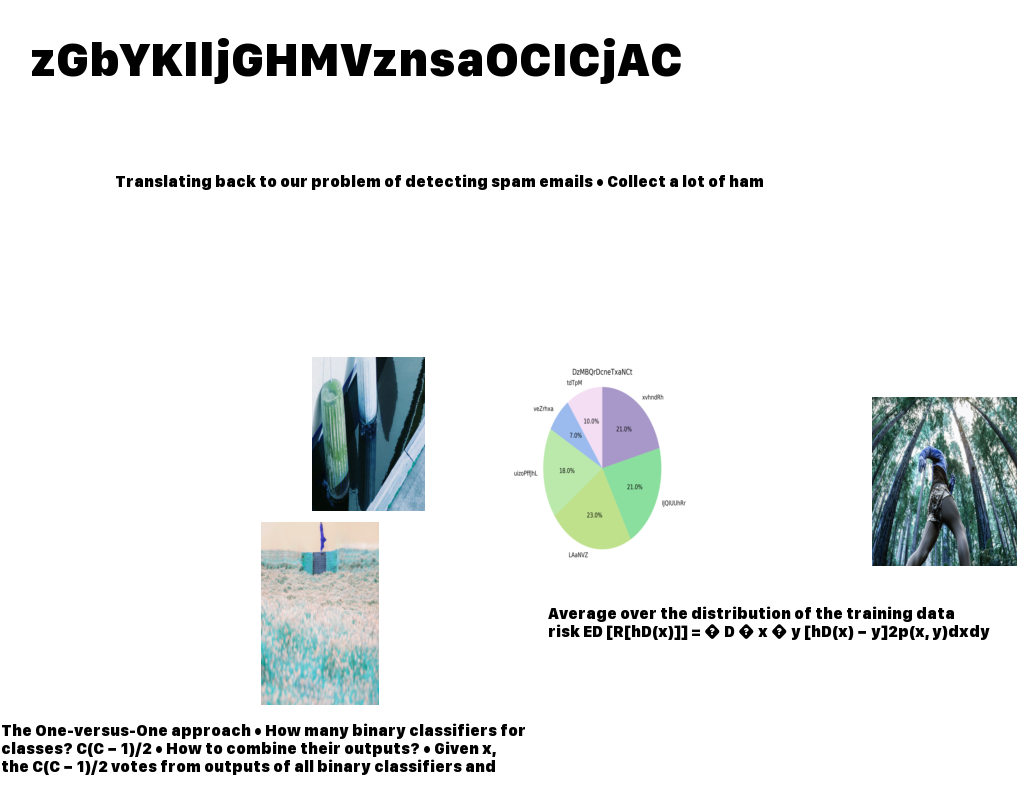 zGbYKlljGHMVznsaOCICjAC
Translating back to our problem of detecting spam emails • Collect a lot of ham
DzMBQrDcneTxaNCt
tdTpM
xvhndRh
veZrhxa
10.0%
21.0%
7.0%
uizoPffJhL
18.0%
21.0%
23.0%
LAaNVZ
Average over the distribution of the training data
risk ED [R[hD(x)]] = � D � x � y [hD(x) − y]2p(x, y)dxdy
The One-versus-One approach • How many binary classifiers for
classes? C(C − 1)/2 • How to combine their outputs? • Given x,
the C(C − 1)/2 votes from outputs of all binary classifiers and